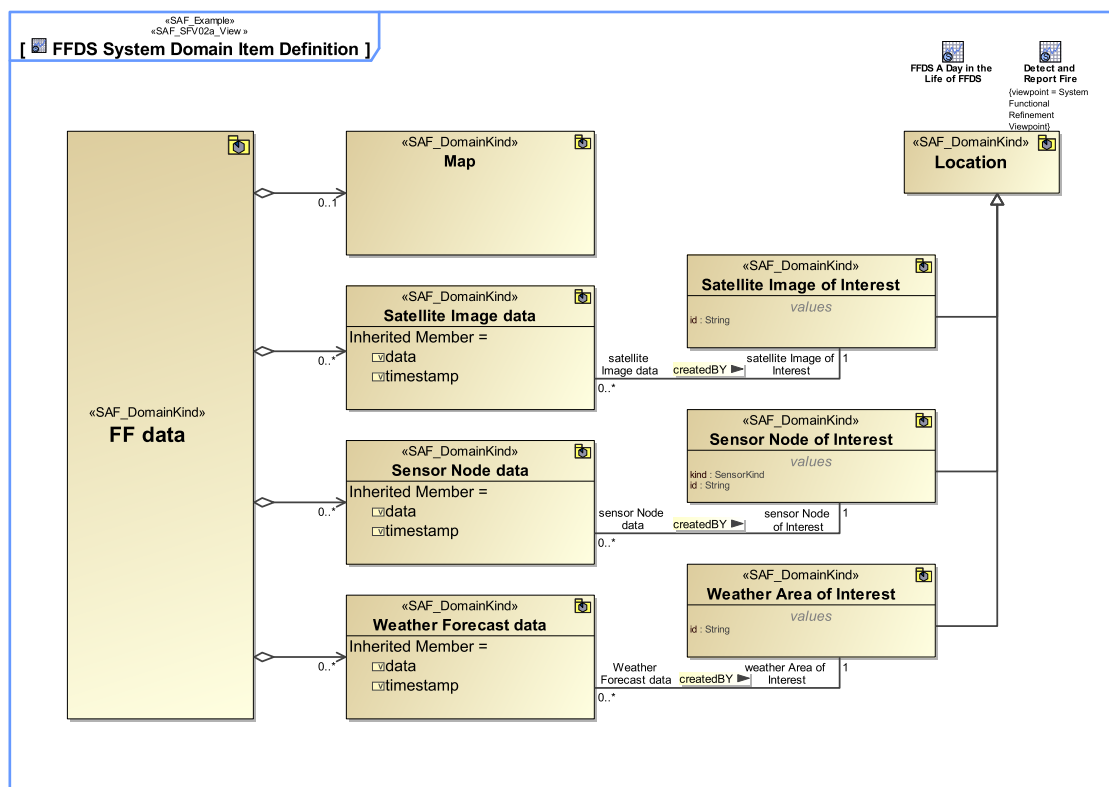 «SAF_Example»
«SAF_SFV02a_View »
[ FFDS System Domain Item Definition ]
FFDS A Day in the
Life of FFDS
Detect and
Report Fire
{viewpoint = System
Functional
Refinement
Viewpoint}
«SAF_DomainKind»
Location
«SAF_DomainKind»
FF data
0..1
0..*
0..*
0..*
«SAF_DomainKind»
Map
«SAF_DomainKind»
Satellite Image data
Inherited Member =
v data
v timestamp
satellite
Image data
0..*
createdBY
satellite Image of
Interest
1
«SAF_DomainKind»
Satellite Image of Interest
values
id : String
«SAF_DomainKind»
Sensor Node data
Inherited Member =
v data
v timestamp
sensor Node
data
0..*
createdBY
sensor Node
of Interest
1
«SAF_DomainKind»
Sensor Node of Interest
values
kind : SensorKind
id : String
«SAF_DomainKind»
Weather Forecast data
Inherited Member =
v data
v timestamp
Weather
Forecast data
0..*
createdBY
weather Area of
Interest
1
«SAF_DomainKind»
Weather Area of Interest
values
id : String